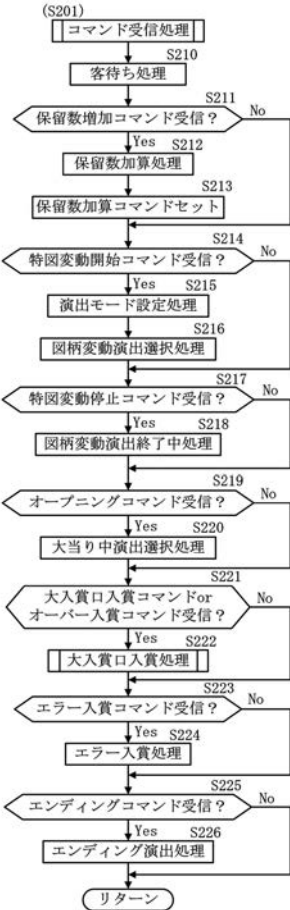 (S201)
コマンド受信処理
S210
客待ち処理
S211
保留数増加コマンド受信？
No
Yes
S212
保留数加算処理
S213
保留数加算コマンドセット
S214
特図変動開始コマンド受信？
No
Yes
S215
演出モード設定処理
S216
図柄変動演出選択処理
S217
特図変動停止コマンド受信？
No
Yes
S218
図柄変動演出終了中処理
S219
オープニングコマンド受信？
No
Yes
S220
大当り中演出選択処理
S221
大入賞口入賞コマンドor
オーバー入賞コマンド受信？
No
Yes
S222
大入賞口入賞処理
S223
エラー入賞コマンド受信？
No
Yes
S224
エラー入賞処理
S225
エンディングコマンド受信？
No
Yes
S226
エンディング演出処理
リターン